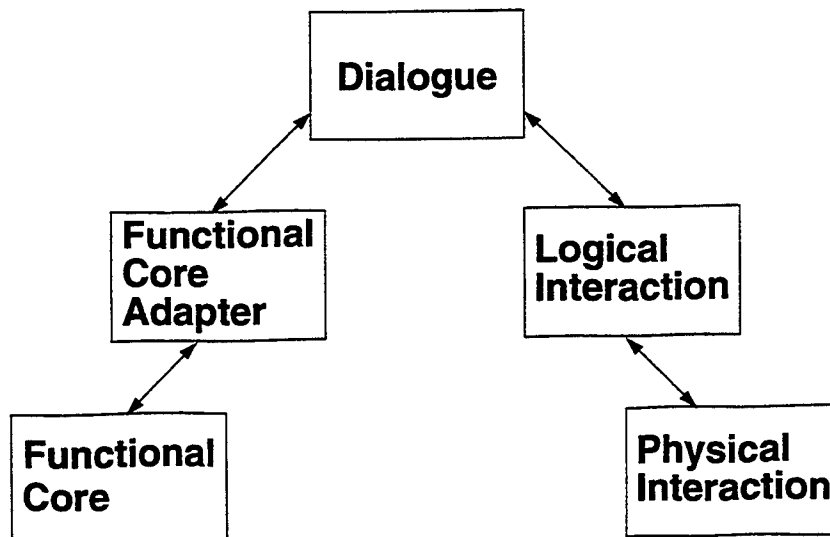 Dialogue
Functional
Core
Adapter
Logical
Interaction
Functional
Core
Physical
Interaction